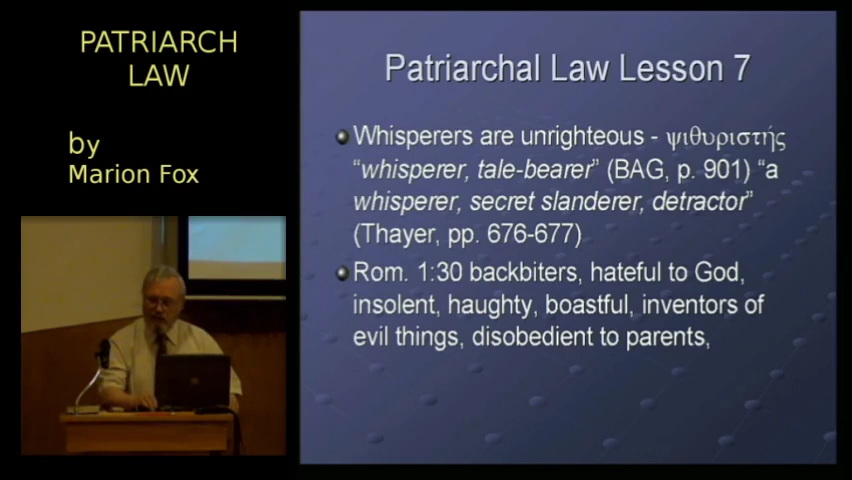 PATRIARCH
LAW
by
Marion Fox
Patriarchal Law Lesson 7
Whisperers are unrighteous - ψιθυριστής
“whisperer, tale-bearer” (BAG, p. 901) “a
whisperer, secret slanderer, detractor”
(Thayer, pp. 676-677)
Rom. 1:30 backbiters, hateful to God,
insolent, haughty, boastful, inventors of
evil things, disobedient to parents,